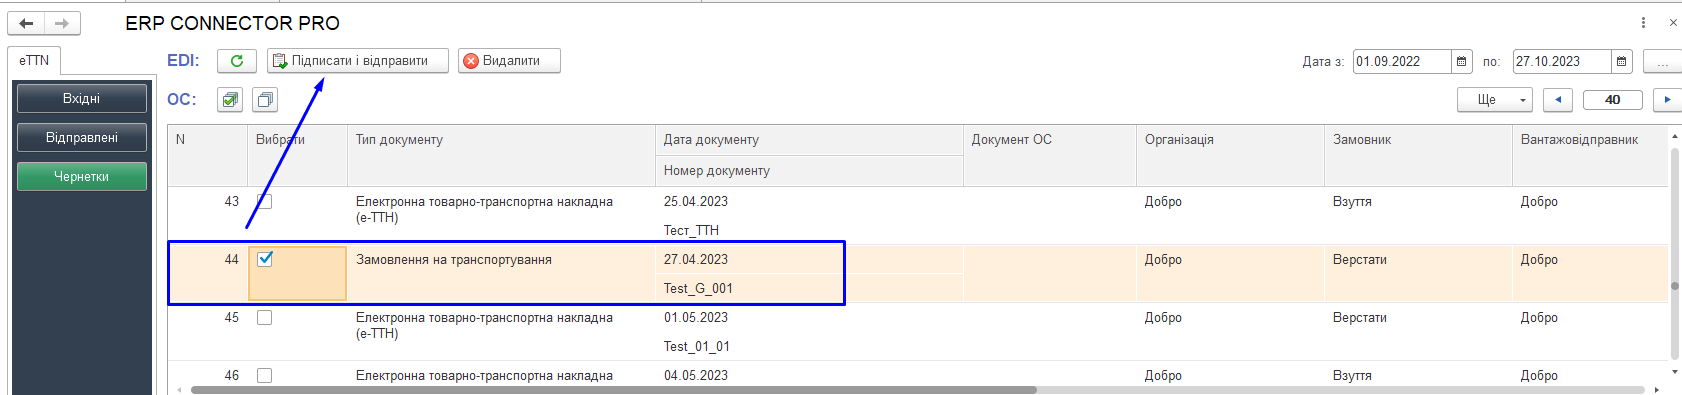 ERP CONNECTOR PRO
eTTN
EDI: Підписати і відправити Видалити Дата з: 01.09.2022 по: 27.10.2023 ...
Вхідні
ОС: Ще 40
Відправлені
Чернетки
N Вибрати Тип документу Дата документу Документ ОС Організація Замовник Вантажовідправник
Номер документу
43 Електронна товарно-транспортна накладна 25.04.2023 Добро Взуття Добро
(е-ТТН)
Тест_ТТН
44 Замовлення на транспортування 27.04.2023 Добро Верстати Добро
Test_G_001
45 Електронна товарно-транспортна накладна 01.05.2023 Добро Верстати Добро
(е-ТТН)
Test_01_01
46 Електронна товарно-транспортна накладна 04.05.2023 Добро Взуття Добро